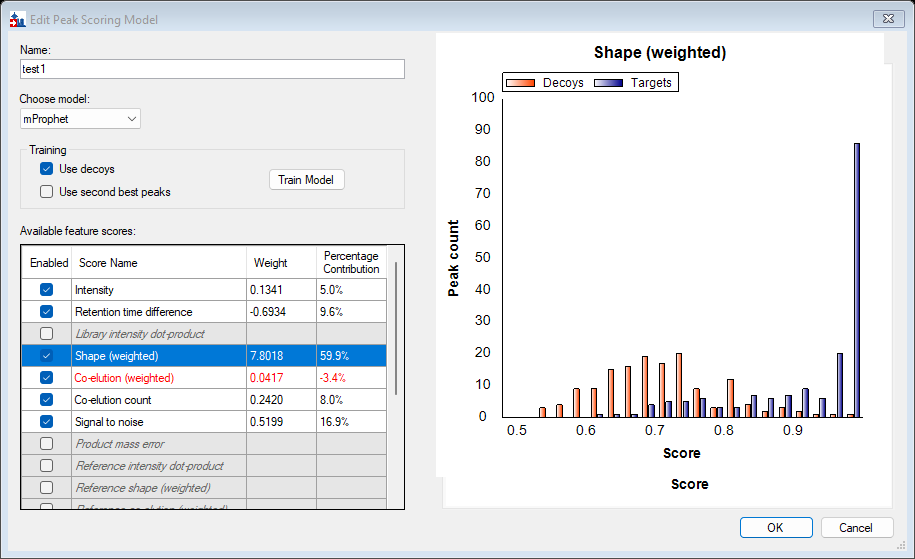 Edit Peak Scoring Model
Name:
test1
Choose model:
mProphet
Training
Use decoys
Use second best peaks
Train Model
Available feature scores:
Enabled Score Name Weight Percentage Contribution
Intensity 0.1341 5.0%
Retention time difference -0.6934 9.6%
Library intensity dot-product
Shape (weighted) 7.8018 59.9%
Co-elution (weighted) 0.0417 -3.4%
Co-elution count 0.2420 8.0%
Signal to noise 0.5199 16.9%
Product mass error
Reference intensity dot-product
Reference shape (weighted)
Reference co-elution (weighted)
Shape (weighted)
Decoys Targets
100
90
80
70
60
50
40
30
20
10
0
Peak count
0.5 0.6 0.7 0.8 0.9
Score
Score
OK Cancel